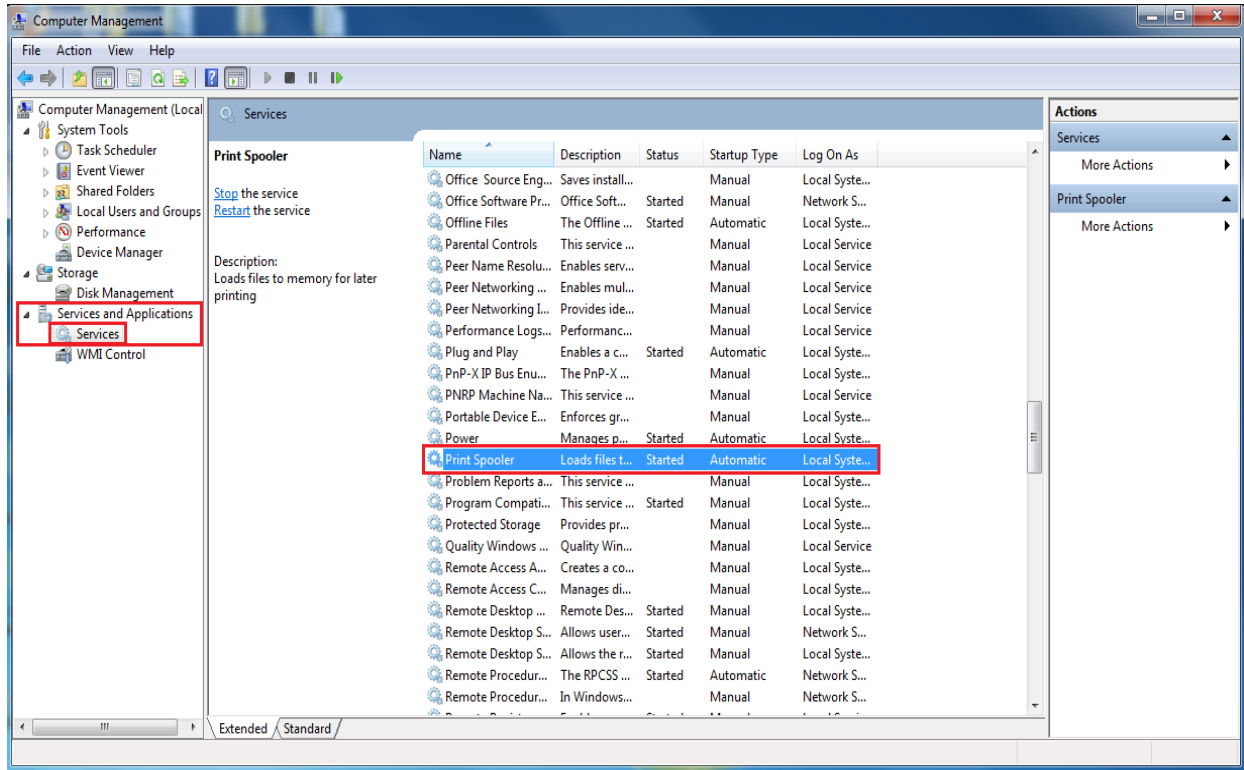 Computer Management
File Action View Help
Computer Management (Local
System Tools
Task Scheduler
Event Viewer
Shared Folders
Local Users and Groups
Performance
Device Manager
Storage
Disk Management
Services and Applications
Services
WMI Control
Services
Print Spooler
Stop the service
Restart the service
Description:
Loads files to memory for later
printing
Name Description Status Startup Type Log On As
Office Source Eng... Saves install... Manual Local Syste...
Office Software Pr... Office Soft... Started Manual Network S...
Offline Files The Offline ... Started Automatic Local Syste...
Parental Controls This service ... Manual Local Service
Peer Name Resolu... Enables serv... Manual Local Service
Peer Networking ... Enables mul... Manual Local Service
Peer Networking I... Provides ide... Manual Local Service
Performance Logs... Performanc... Manual Local Service
Plug and Play Enables a c... Started Automatic Local Syste...
PnP-X IP Bus Enu... The PnP-X ... Manual Local Syste...
PNRP Machine Na... This service ... Manual Local Service
Portable Device E... Enforces gr... Manual Local Syste...
Power Manages p... Started Automatic Local Syste...
Print Spooler Loads files t... Started Automatic Local Syste...
Problem Reports a... This service ... Manual Local Syste...
Program Compati... This service ... Started Manual Local Syste...
Protected Storage Provides pr... Manual Local Syste...
Quality Windows ... Quality Win... Manual Local Service
Remote Access A... Creates a co... Manual Local Syste...
Remote Access C... Manages di... Manual Local Syste...
Remote Desktop ... Remote Des... Started Manual Local Syste...
Remote Desktop S... Allows user... Started Manual Network S...
Remote Desktop S... Allows the r... Started Manual Local Syste...
Remote Procedur... The RPCSS ... Started Automatic Network S...
Remote Procedur... In Windows... Manual Network S...
Extended Standard
Actions
Services
More Actions
Print Spooler
More Actions